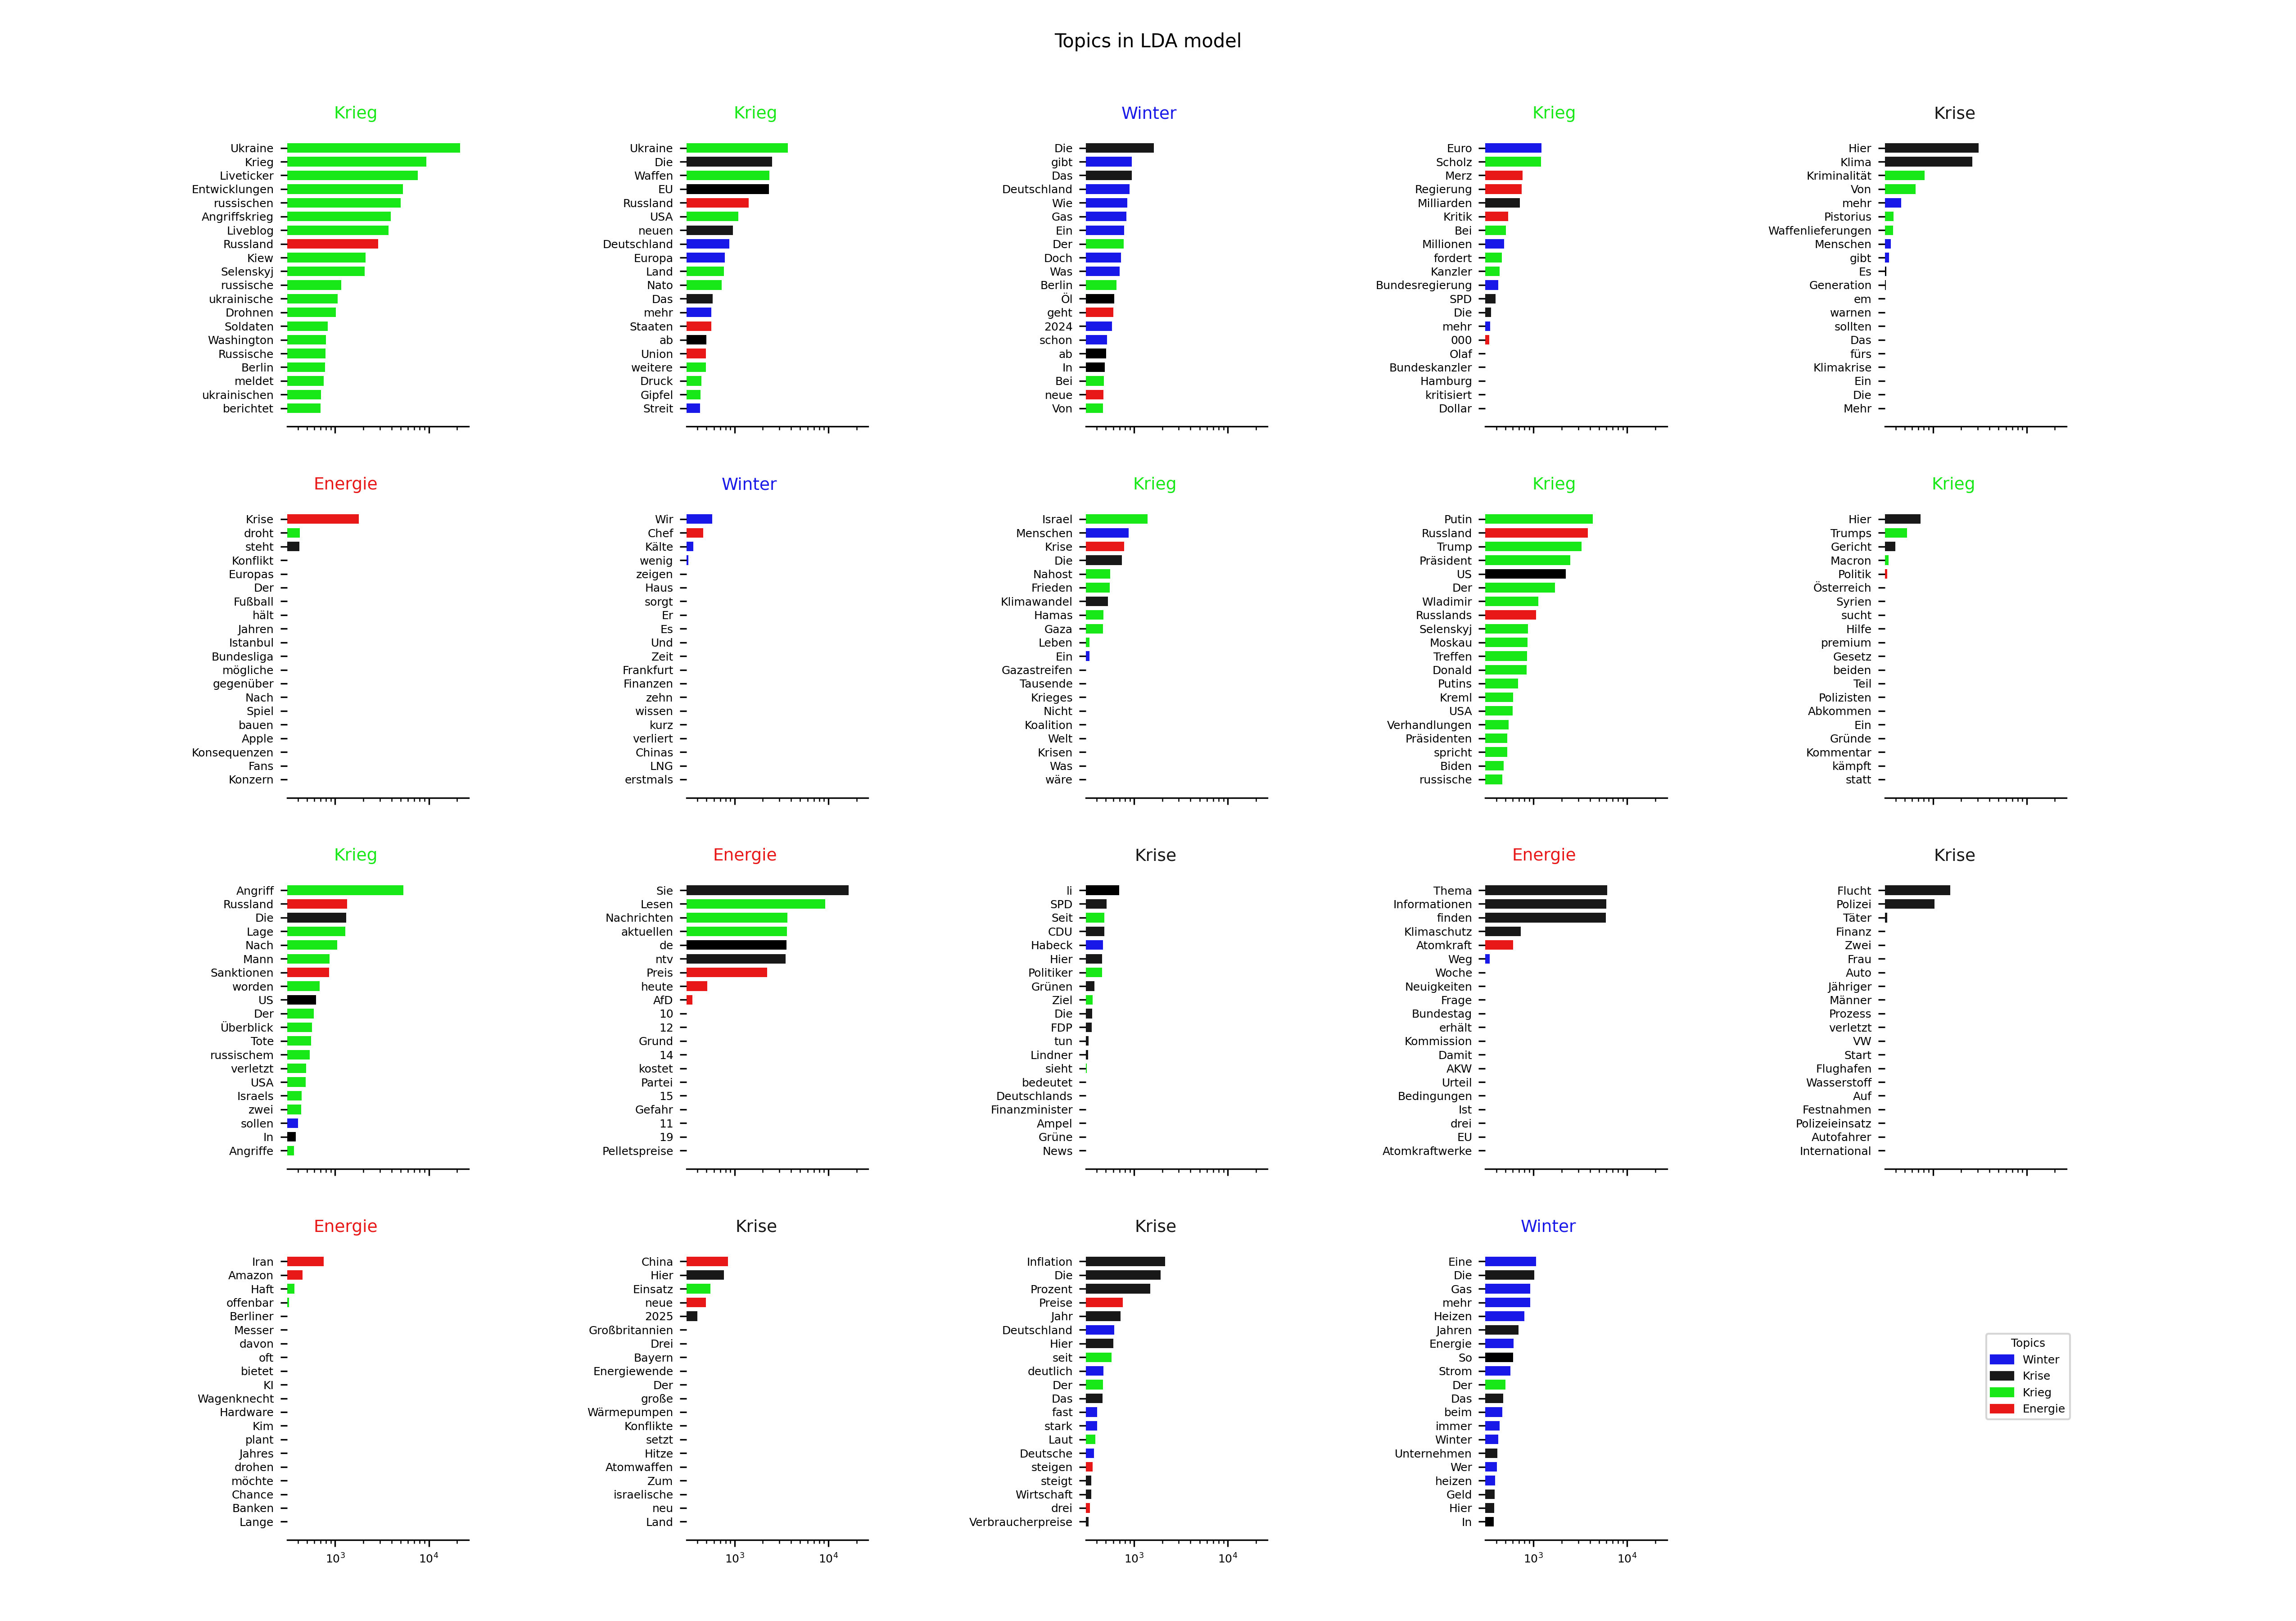 Topics in LDA model
Krieg
Ukraine
Krieg
Liveticker
Entwicklungen
russischen
Angriffskrieg
Liveblog
Russland
Kiew
Selenskyj
russische
ukrainische
Drohnen
Soldaten
Washington
Russische
Berlin
meldet
ukrainischen
berichtet
Krieg
Ukraine
Die
Waffen
EU
Russland
USA
neuen
Deutschland
Europa
Land
Nato
Das
mehr
Staaten
ab
Union
weitere
Druck
Gipfel
Streit
Winter
Die
gibt
Das
Deutschland
Wie
Gas
Ein
Der
Doch
Was
Berlin
Öl
geht
2024
schon
ab
In
Bei
neue
Von
Krieg
Euro
Scholz
Merz
Regierung
Milliarden
Kritik
Bei
Millionen
fordert
Kanzler
Bundesregierung
SPD
Die
mehr
000
Olaf
Bundeskanzler
Hamburg
kritisiert
Dollar
Krise
Hier
Klima
Kriminalität
Von
mehr
Pistorius
Waffenlieferungen
Menschen
gibt
Es
Generation
em
warnen
sollten
Das
fürs
Klimakrise
Ein
Die
Mehr
Energie
Krise
droht
steht
Konflikt
Europas
Der
Fußball
hält
Jahren
Istanbul
Bundesliga
mögliche
gegenüber
Nach
Spiel
bauen
Apple
Konsequenzen
Fans
Konzern
Winter
Wir
Chef
Kälte
wenig
zeigen
Haus
sorgt
Er
Es
Und
Zeit
Frankfurt
Finanzen
zehn
wissen
kurz
verliert
Chinas
LNG
erstmals
Krieg
Israel
Menschen
Krise
Die
Nahost
Frieden
Klimawandel
Hamas
Gaza
Leben
Ein
Gazastreifen
Tausende
Krieges
Nicht
Koalition
Welt
Krisen
Was
wäre
Krieg
Putin
Russland
Trump
Präsident
US
Der
Wladimir
Russlands
Selenskyj
Moskau
Treffen
Donald
Putins
Kreml
USA
Verhandlungen
Präsidenten
spricht
Biden
russische
Krieg
Hier
Trumps
Gericht
Macron
Politik
Österreich
Syrien
sucht
Hilfe
premium
Gesetz
beiden
Teil
Polizisten
Abkommen
Ein
Gründe
Kommentar
kämpft
statt
Krieg
Angriff
Russland
Die
Lage
Nach
Mann
Sanktionen
worden
US
Der
Überblick
Tote
russischem
verletzt
USA
Israels
zwei
sollen
In
Angriffe
Energie
Sie
Lesen
Nachrichten
aktuellen
de
ntv
Preis
heute
AfD
10
12
Grund
14
kostet
Partei
15
Gefahr
11
19
Pelletspreise
Krise
li
SPD
Seit
CDU
Habeck
Hier
Politiker
Grünen
Ziel
Die
FDP
tun
Lindner
sieht
bedeutet
Deutschlands
Finanzminister
Ampel
Grüne
News
Energie
Thema
Informationen
finden
Klimaschutz
Atomkraft
Weg
Woche
Neuigkeiten
Frage
Bundestag
erhält
Kommission
Damit
AKW
Urteil
Bedingungen
Ist
drei
EU
Atomkraftwerke
Krise
Flucht
Polizei
Täter
Finanz
Zwei
Frau
Auto
Jähriger
Männer
Prozess
verletzt
VW
Start
Flughafen
Wasserstoff
Auf
Festnahmen
Polizeieinsatz
Autofahrer
International
Energie
Iran
Amazon
Haft
offenbar
Berliner
Messer
davon
oft
bietet
KI
Wagenknecht
Hardware
Kim
plant
Jahres
drohen
möchte
Chance
Banken
Lange
10³ 10⁴
Krise
China
Hier
Einsatz
neue
2025
Großbritannien
Drei
Bayern
Energiewende
Der
große
Wärmepumpen
Konflikte
setzt
Hitze
Atomwaffen
Zum
israelische
neu
Land
10³ 10⁴
Krise
Inflation
Die
Prozent
Preise
Jahr
Deutschland
Hier
seit
deutlich
Der
Das
fast
stark
Laut
Deutsche
steigen
steigt
Wirtschaft
drei
Verbraucherpreise
10³ 10⁴
Winter
Eine
Die
Gas
mehr
Heizen
Jahren
Energie
So
Strom
Der
Das
beim
immer
Winter
Unternehmen
Wer
heizen
Geld
Hier
In
10³ 10⁴
Topics
Winter
Krise
Krieg
Energie